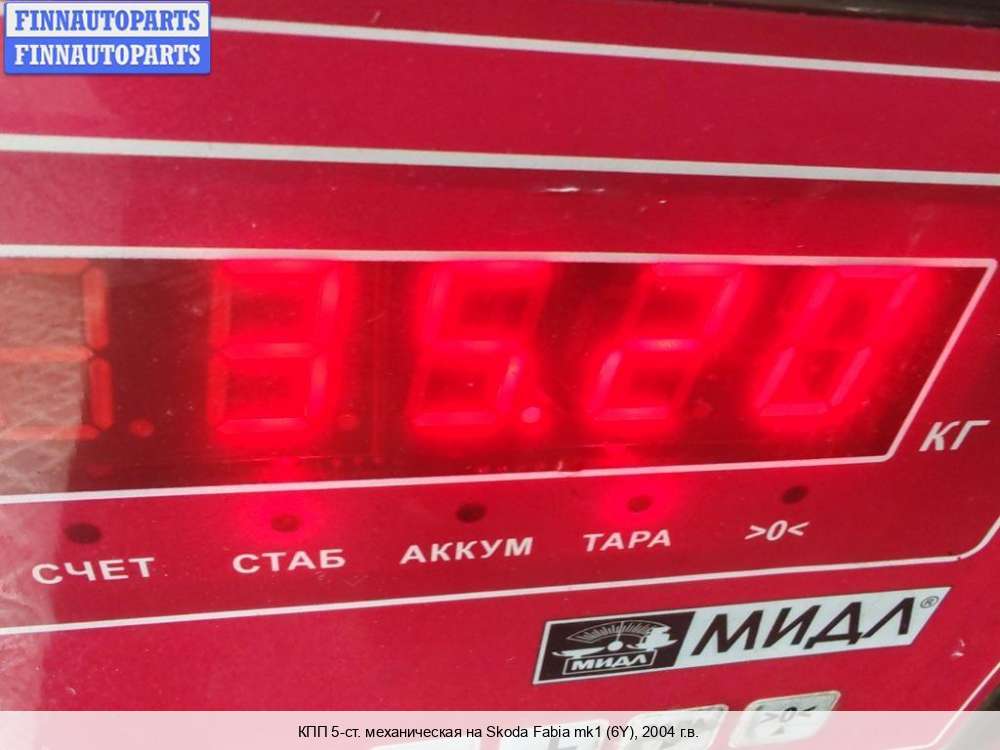 FINNAUTOPARTS
FINNAUTOPARTS
35.20
КГ
СЧЕТ СТАБ АККУМ ТАРА >0<
МИДЛ МИДЛ®
>0<
КПП 5-ст. механическая на Skoda Fabia mk1 (6Y), 2004 г.в.